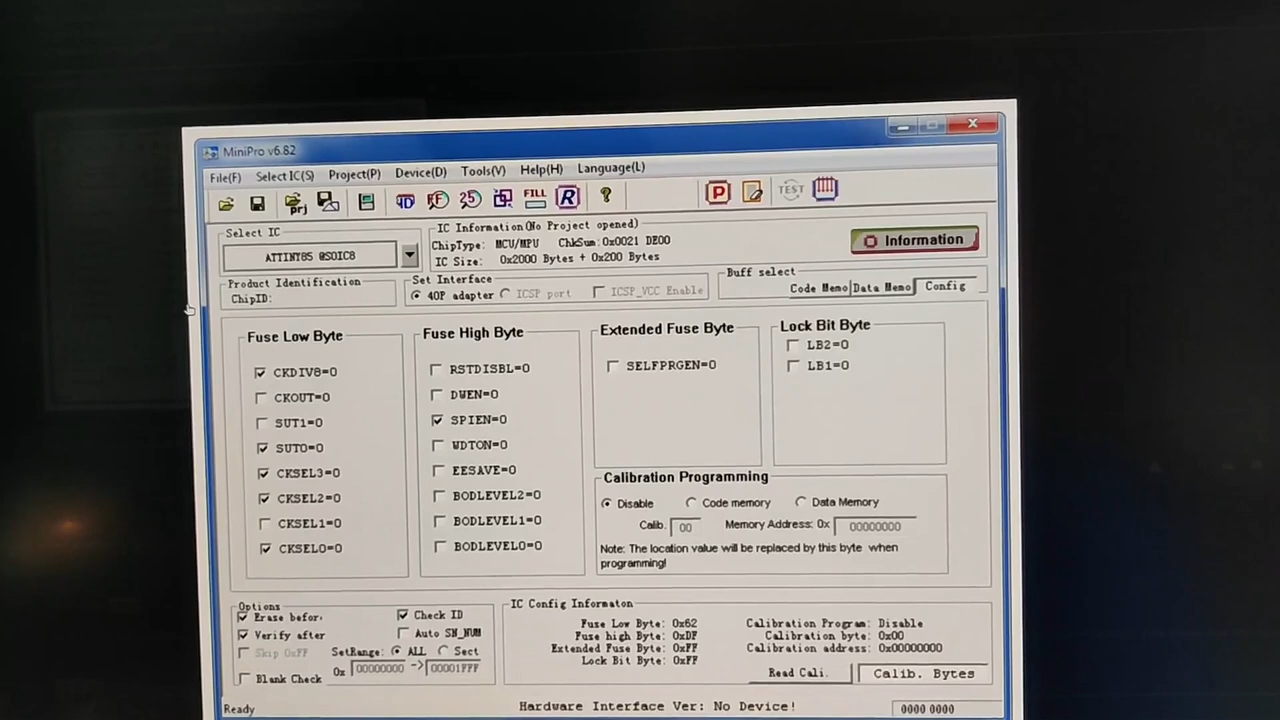 MiniPro v6.82
File(F) Select IC(S) Project(P) Device(D) Tools(V) Help(H) Language(L)
prj FF 25 FILL R ? P TEST
Select IC
ATTINY85 @SOIC8
IC Information(No Project opened)
ChipType: MCU/MPU ChkSum:0x0021 DE00
IC Size: 0x2000 Bytes + 0x200 Bytes
Information
Product Identification
ChipID:
Set Interface
40P adapter ICSP port ICSP_VCC Enable
Buff select
Code Memo Data Memo Config
Fuse Low Byte
CKDIV8=0
CKOUT=0
SUT1=0
SUT0=0
CKSEL3=0
CKSEL2=0
CKSEL1=0
CKSEL0=0
Fuse High Byte
RSTDISBL=0
DWEN=0
SPIEN=0
WDTON=0
EESAVE=0
BODLEVEL2=0
BODLEVEL1=0
BODLEVEL0=0
Extended Fuse Byte
SELFPRGEN=0
Lock Bit Byte
LB2=0
LB1=0
Calibration Programming
Disable Code memory Data Memory
Calib. 00 Memory Address: 0x 00000000
Note: The location value will be replaced by this byte when
programming!
Options
Erase befor Check ID
Verify after Auto SN_NUM
Skip 0xFF SetRange: ALL Sect
0x 00000000 -> 00001FFF
Blank Check
IC Config Informaton
Fuse Low Byte: 0x62
Fuse high Byte: 0xDF
Extended Fuse Byte: 0xFF
Lock Bit Byte: 0xFF
Calibration Program: Disable
Calibration byte: 0x00
Calibration address: 0x00000000
Read Cali. Calib. Bytes
Ready Hardware Interface Ver: No Device! 0000 0000